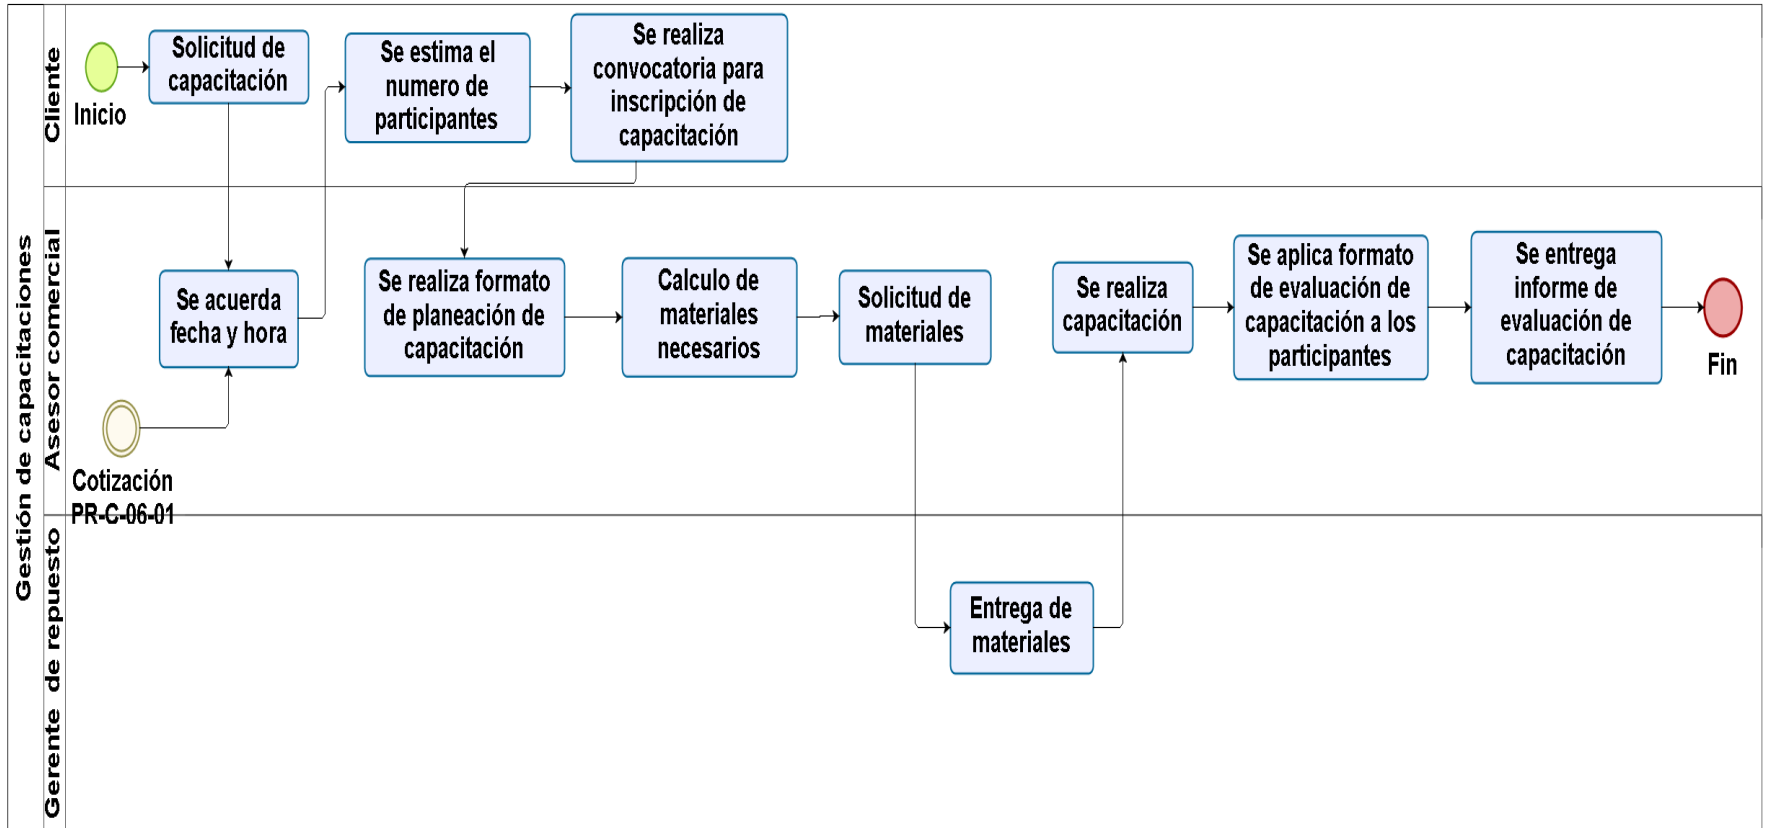 Gestión de capacitaciones
Cliente
Inicio
Solicitud de
capacitación
Se estima el
numero de
participantes
Se realiza
convocatoria para
inscripción de
capacitación
Asesor comercial
Se acuerda
fecha y hora
Cotización
PR-C-06-01
Se realiza formato
de planeación de
capacitación
Calculo de
materiales
necesarios
Solicitud de
materiales
Se realiza
capacitación
Se aplica formato
de evaluación de
capacitación a los
participantes
Se entrega
informe de
evaluación de
capacitación
Fin
Gerente de repuesto
Entrega de
materiales